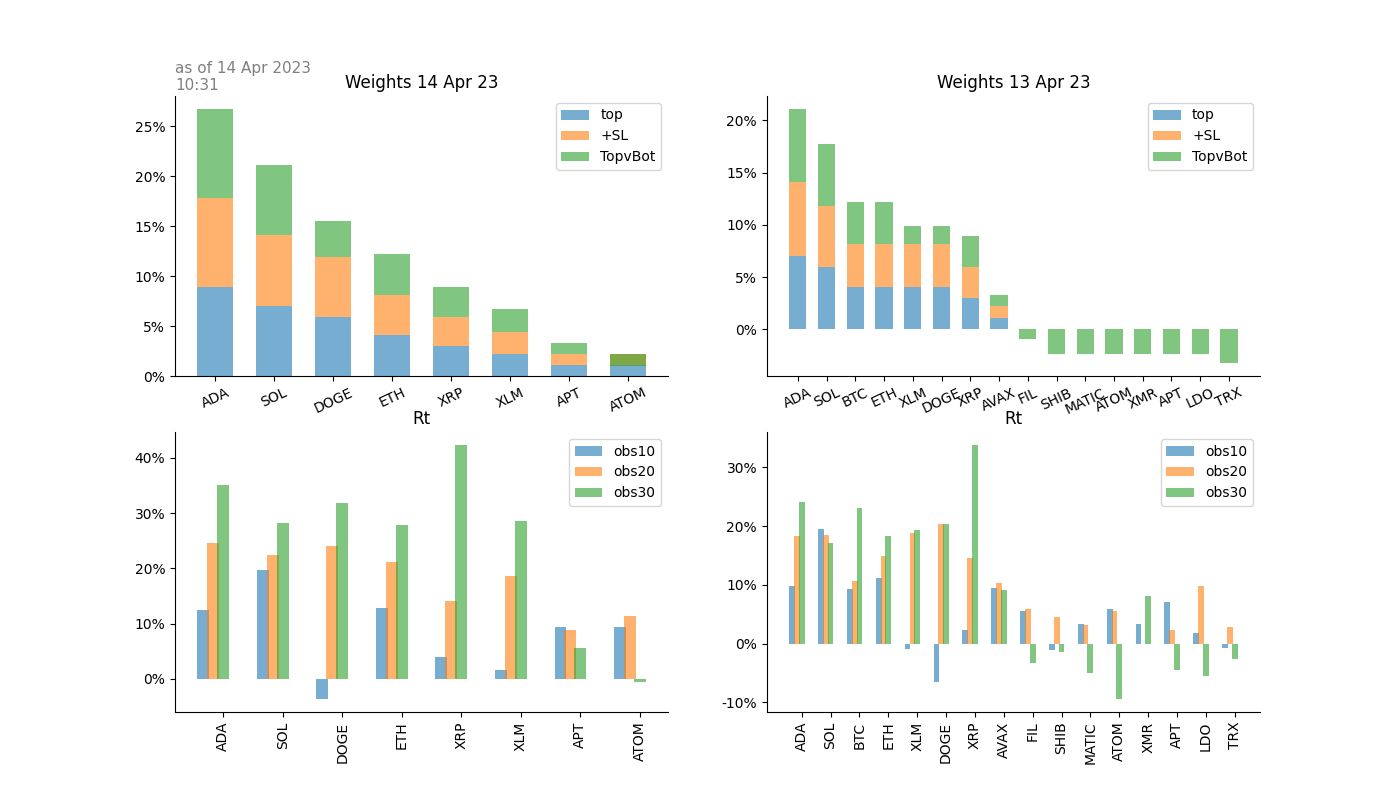 as of 14 Apr 2023
10:31
Weights 14 Apr 23
25%
20%
15%
10%
5%
0%
top
+SL
TopvBot
ADA SOL DOGE ETH XRP XLM APT ATOM
Weights 13 Apr 23
20%
15%
10%
5%
0%
top
+SL
TopvBot
ADA SOL BTC ETH XLM DOGE XRP AVAX FIL SHIB MATIC ATOM XMR APT LDO TRX
Rt
40%
30%
20%
10%
0%
obs10
obs20
obs30
ADA SOL DOGE ETH XRP XLM APT ATOM
Rt
30%
20%
10%
0%
-10%
obs10
obs20
obs30
ADA SOL BTC ETH XLM DOGE XRP AVAX FIL SHIB MATIC ATOM XMR APT LDO TRX